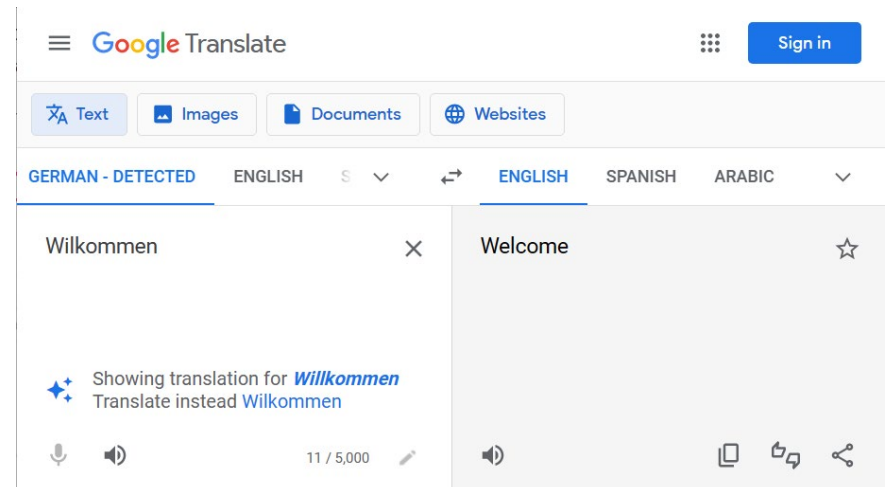 Google Translate
Sign in
Text Images Documents Websites
GERMAN - DETECTED ENGLISH ENGLISH SPANISH ARABIC
Wilkommen
Welcome
Showing translation for Willkommen
Translate instead Wilkommen
11 / 5,000